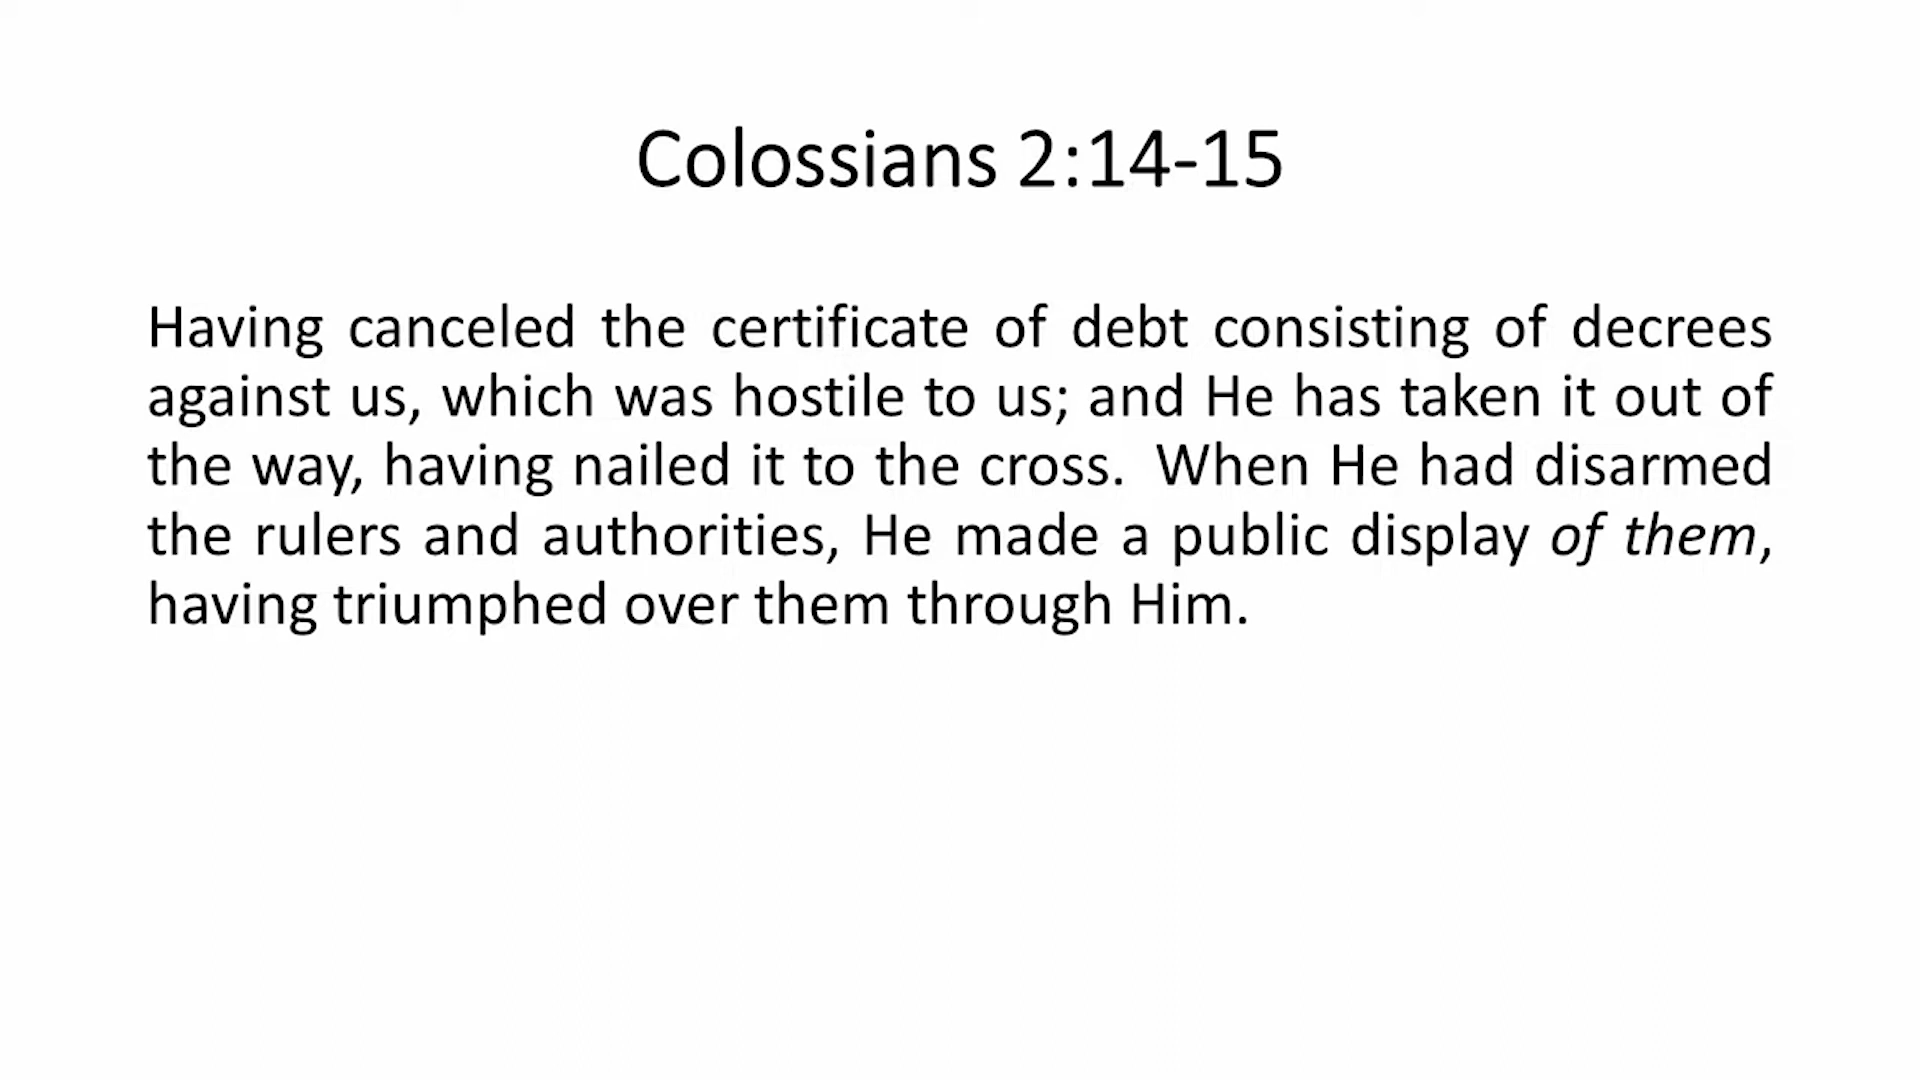 Colossians 2:14-15
Having canceled the certificate of debt consisting of decrees
against us, which was hostile to us; and He has taken it out of
the way, having nailed it to the cross.  When He had disarmed
the rulers and authorities, He made a public display of them,
having triumphed over them through Him.